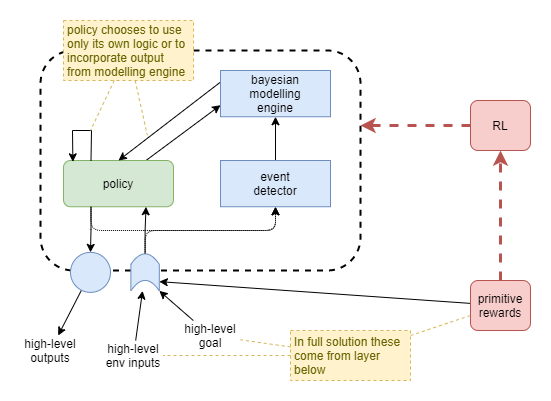 policy chooses to use
only its own logic or to
incorporate output
from modelling engine
bayesian
modelling
engine
RL
policy
event
detector
primitive
rewards
high-level
goal
high-level
outputs
high-level
env inputs
In full solution these
come from layer
below